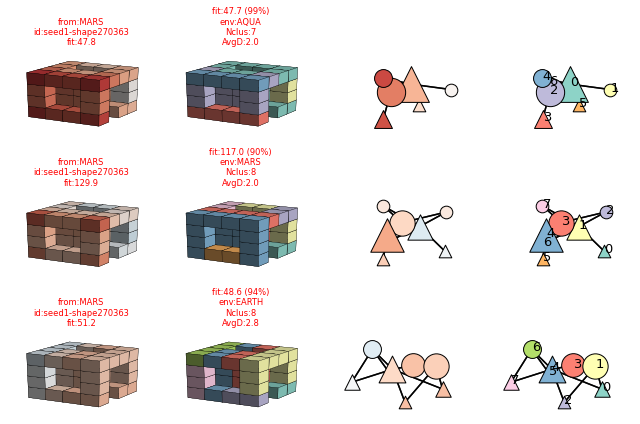 from:MARS
id:seed1-shape270363
fit:47.8
fit:47.7 (99%)
env:AQUA
Nclus:7
AvgD:2.0
4
6
2
0
1
5
3
from:MARS
id:seed1-shape270363
fit:129.9
fit:117.0 (90%)
env:MARS
Nclus:8
AvgD:2.0
7
2
3
1
4
6
0
5
from:MARS
id:seed1-shape270363
fit:51.2
fit:48.6 (94%)
env:EARTH
Nclus:8
AvgD:2.8
6
4
3
1
5
7
0
2